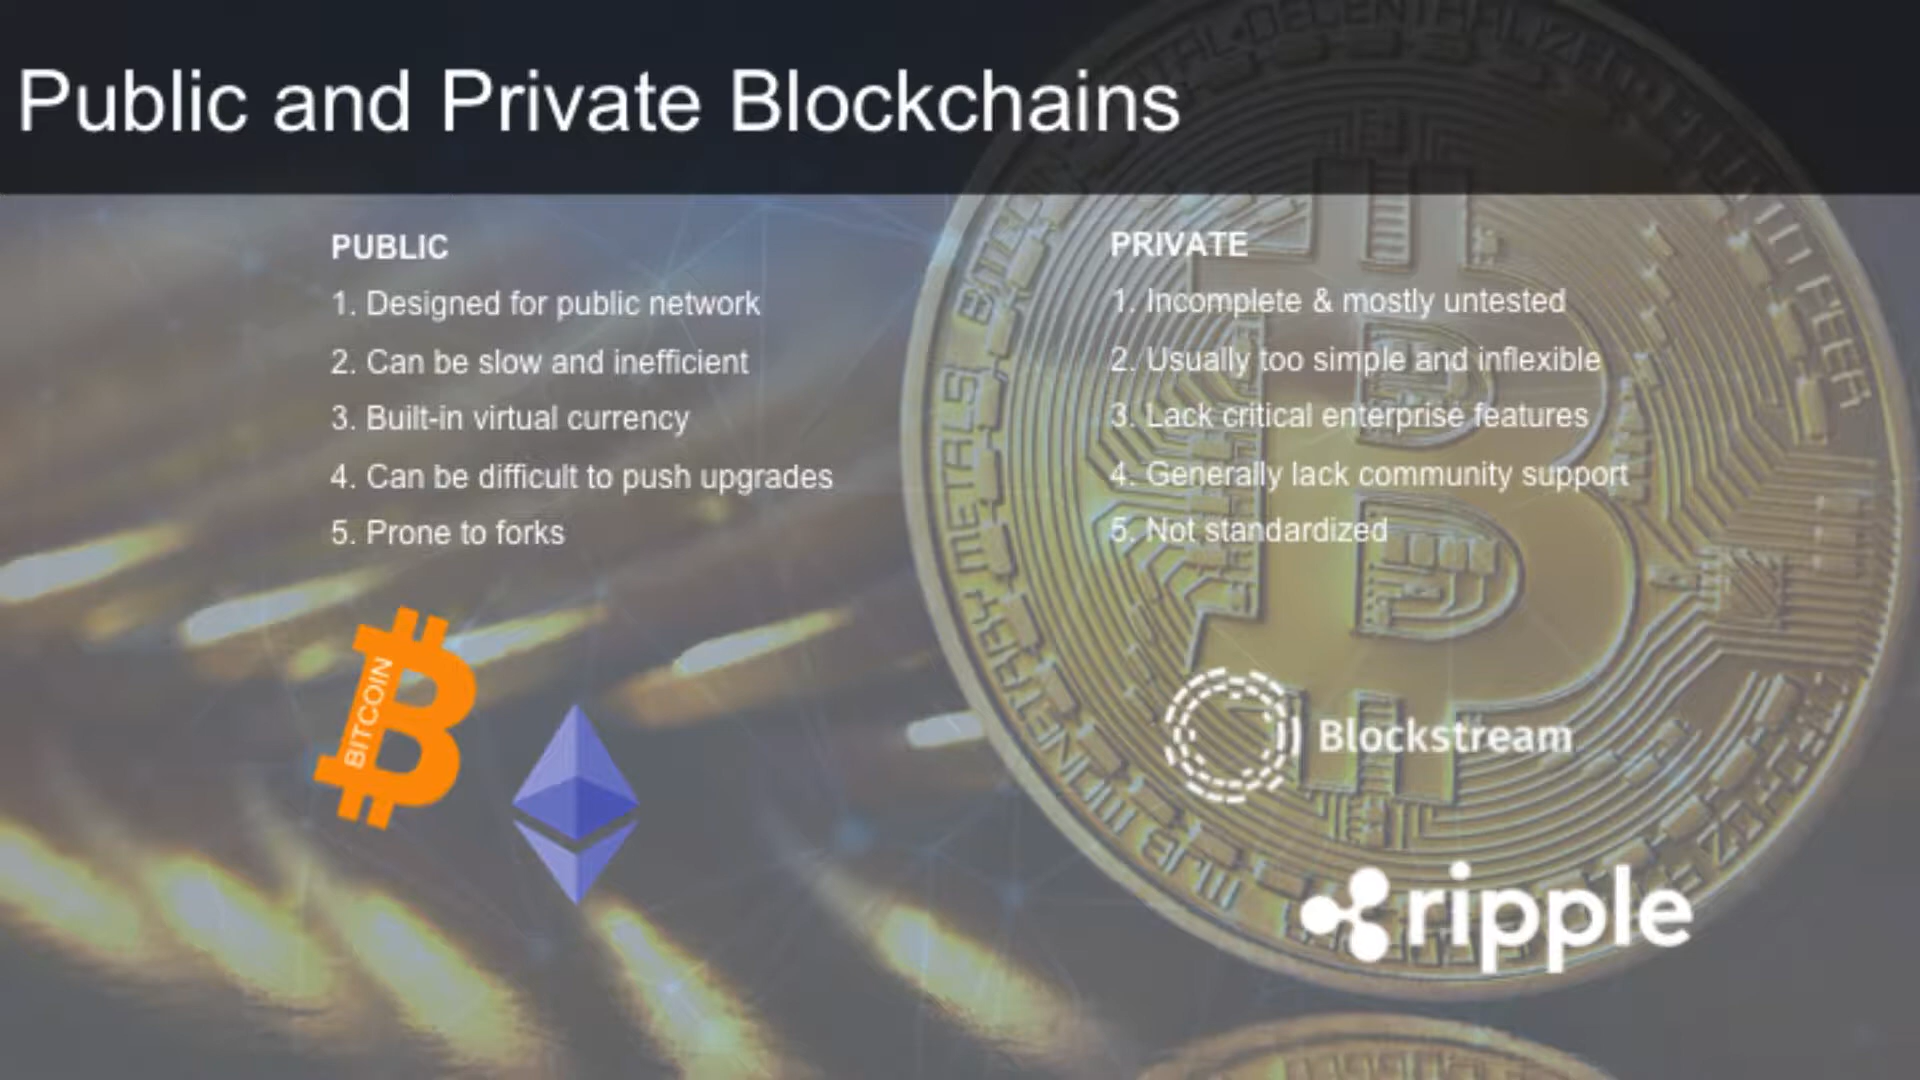 Public and Private Blockchains
PUBLIC
1. Designed for public network
2. Can be slow and inefficient
3. Built-in virtual currency
4. Can be difficult to push upgrades
5. Prone to forks
PRIVATE
1. Incomplete & mostly untested
2. Usually too simple and inflexible
3. Lack critical enterprise features
4. Generally lack community support
5. Not standardized
BITCOIN
Blockstream
ripple
METALS